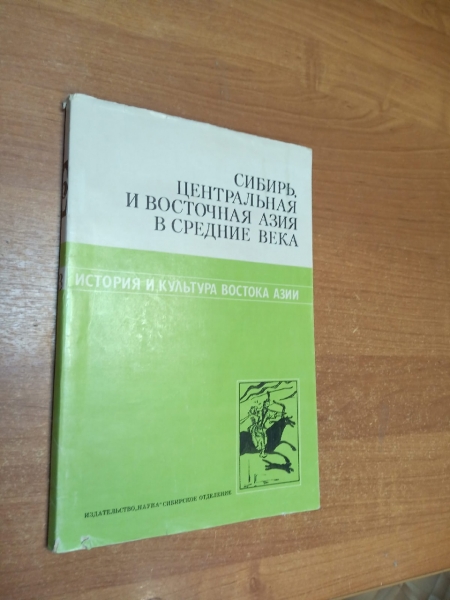 СИБИРЬ,
ЦЕНТРАЛЬНАЯ
И ВОСТОЧНАЯ АЗИЯ
В СРЕДНИЕ ВЕКА
ИСТОРИЯ И КУЛЬТУРА ВОСТОКА АЗИИ
ИЗДАТЕЛЬСТВО „НАУКА“ СИБИРСКОЕ ОТДЕЛЕНИЕ